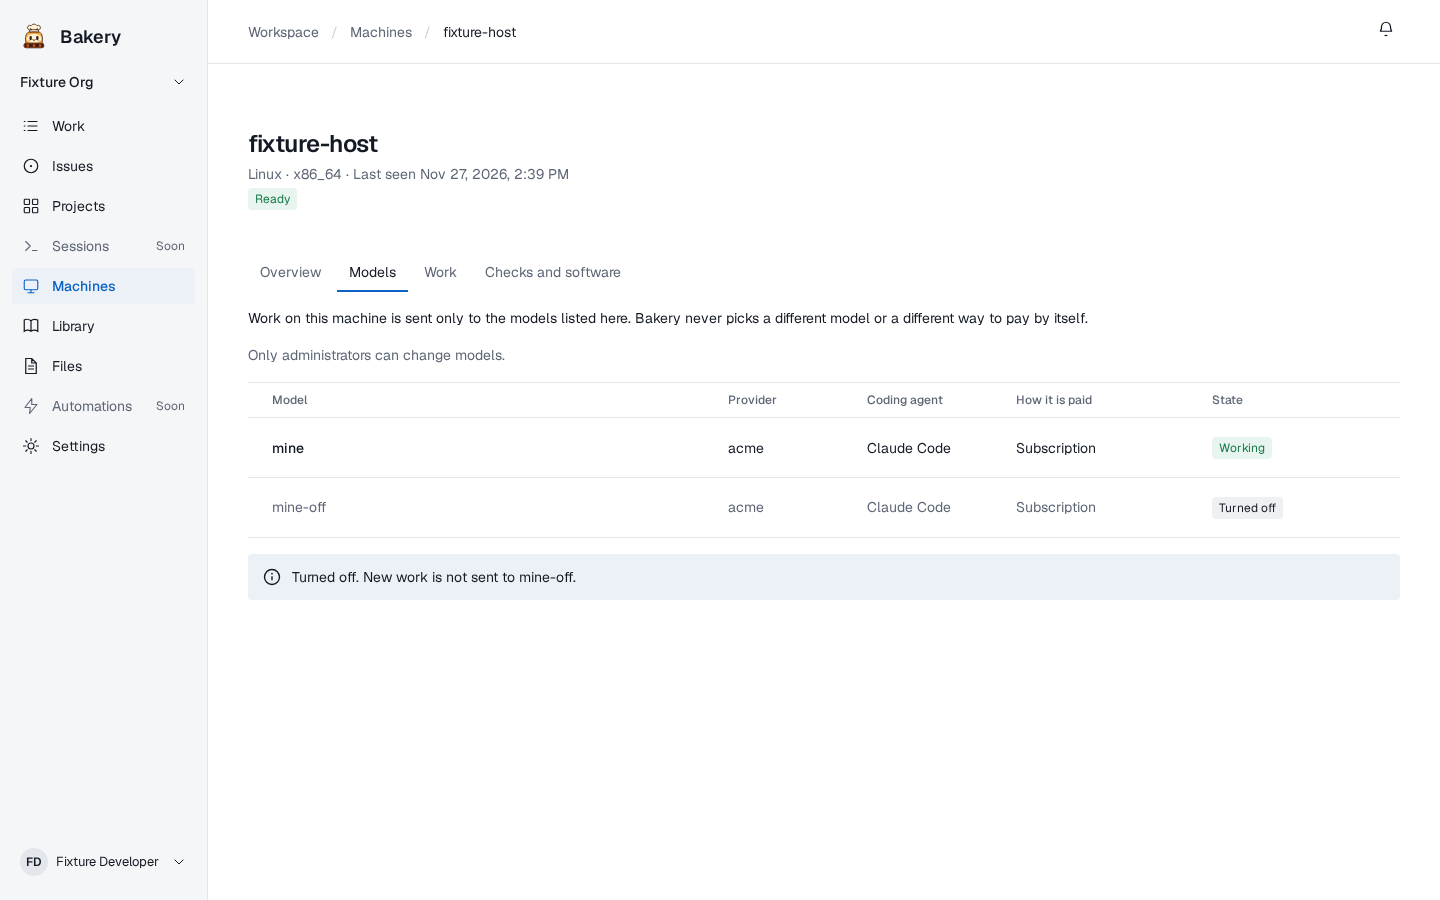 Bakery
Fixture Org
Work
Issues
Projects
Sessions Soon
Machines
Library
Files
Automations Soon
Settings
FD Fixture Developer
Workspace / Machines / fixture-host
fixture-host
Linux · x86_64 · Last seen Nov 27, 2026, 2:39 PM
Ready
Overview Models Work Checks and software
Work on this machine is sent only to the models listed here. Bakery never picks a different model or a different way to pay by itself.
Only administrators can change models.
Model Provider Coding agent How it is paid State
mine acme Claude Code Subscription Working
mine-off acme Claude Code Subscription Turned off
Turned off. New work is not sent to mine-off.